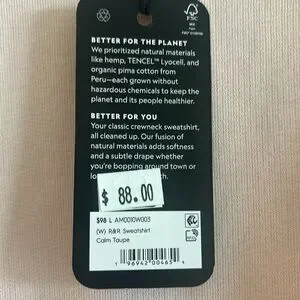 FSC
BETTER FOR THE PLANET
We prioritized natural materials
like hemp, TENCEL™ Lyocell, and
organic pima cotton from
Peru—each grown without
hazardous chemicals to keep the
planet and its people healthier.
BETTER FOR YOU
Your classic crewneck sweatshirt,
all cleaned up. Our fusion of
natural materials adds softness
and a subtle drape whether
you're bopping around town or
$ 88.00
$98 L AM0010W003
(W) R&R Sweatshirt
Calm Taupe
96942 00465